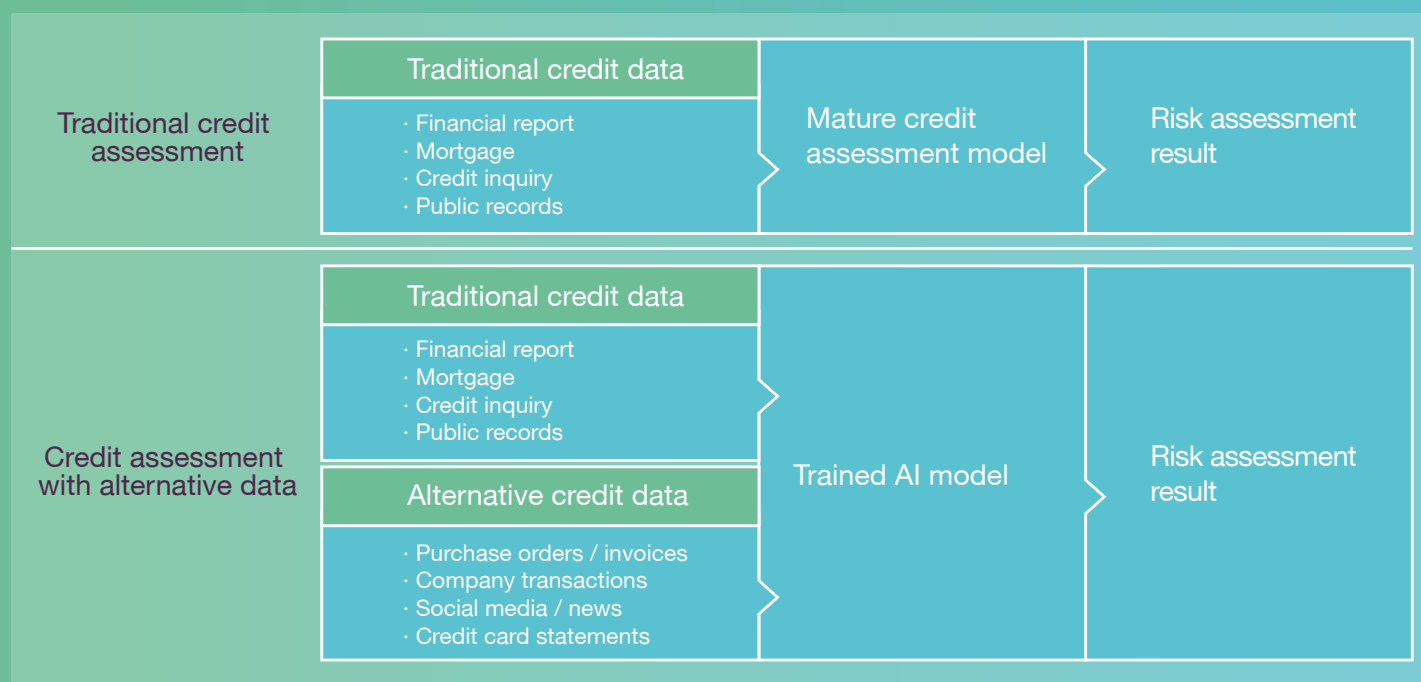 Traditional credit
assessment
Traditional credit data
· Financial report
· Mortgage
· Credit inquiry
· Public records
Mature credit
assessment model
Risk assessment
result
Credit assessment
with alternative data
Traditional credit data
· Financial report
· Mortgage
· Credit inquiry
· Public records
Alternative credit data
· Purchase orders / invoices
· Company transactions
· Social media / news
· Credit card statements
Trained AI model
Risk assessment
result